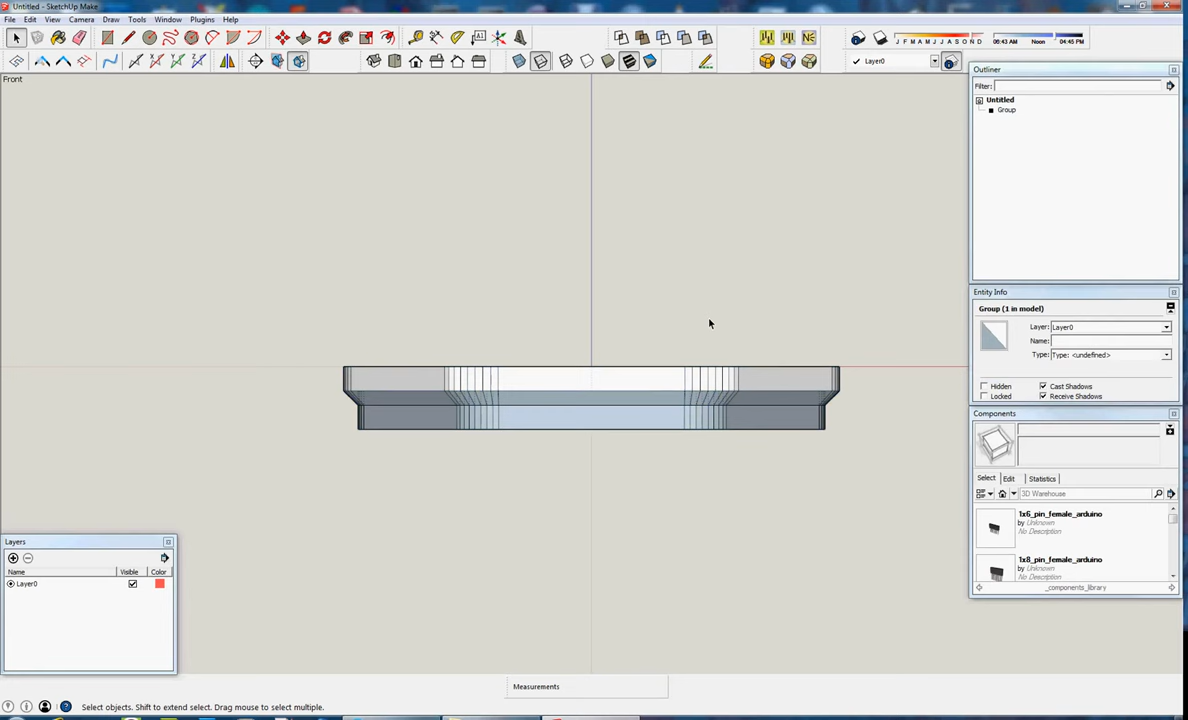 Untitled - SketchUp Make
File Edit View Camera Draw Tools Window Plugins Help
J F M A M J J A S O N D 06:43 AM Noon 04:45 PM
Layer0
Front
Outliner
Filter:
Untitled
Group
Entity Info
Group (1 in model)
Layer: Layer0
Name:
Type: Type: <undefined>
Hidden Cast Shadows
Locked Receive Shadows
Components
Select Edit Statistics
3D Warehouse
1x6_pin_female_arduino
by Unknown
No Description
1x8_pin_female_arduino
by Unknown
No Description
_components_library
Layers
Name Visible Color
Layer0
Measurements
Select objects. Shift to extend select. Drag mouse to select multiple.